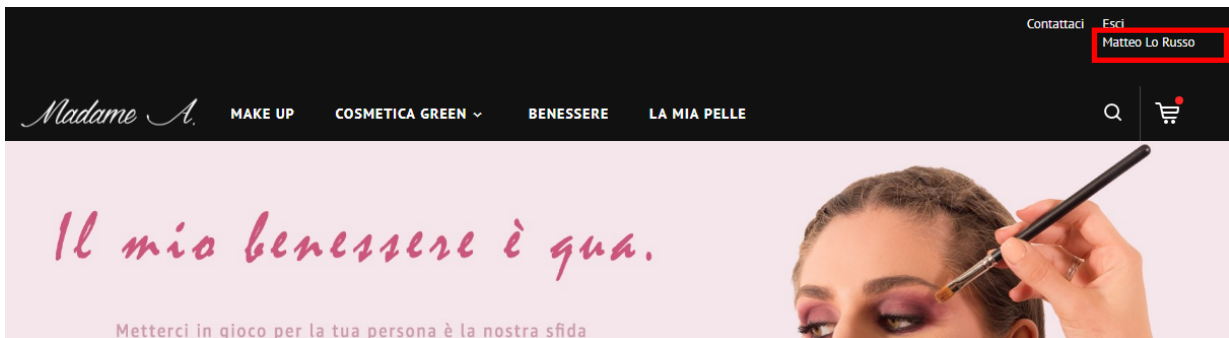 Contattaci Esci
Matteo Lo Russo
Madame A. MAKE UP COSMETICA GREEN BENESSERE LA MIA PELLE
Il mio benessere è qua.
Metterci in gioco per la tua persona è la nostra sfida